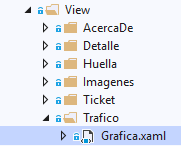 View
AcercaDe
Detalle
Huella
Imagenes
Ticket
Trafico
Grafica.xaml